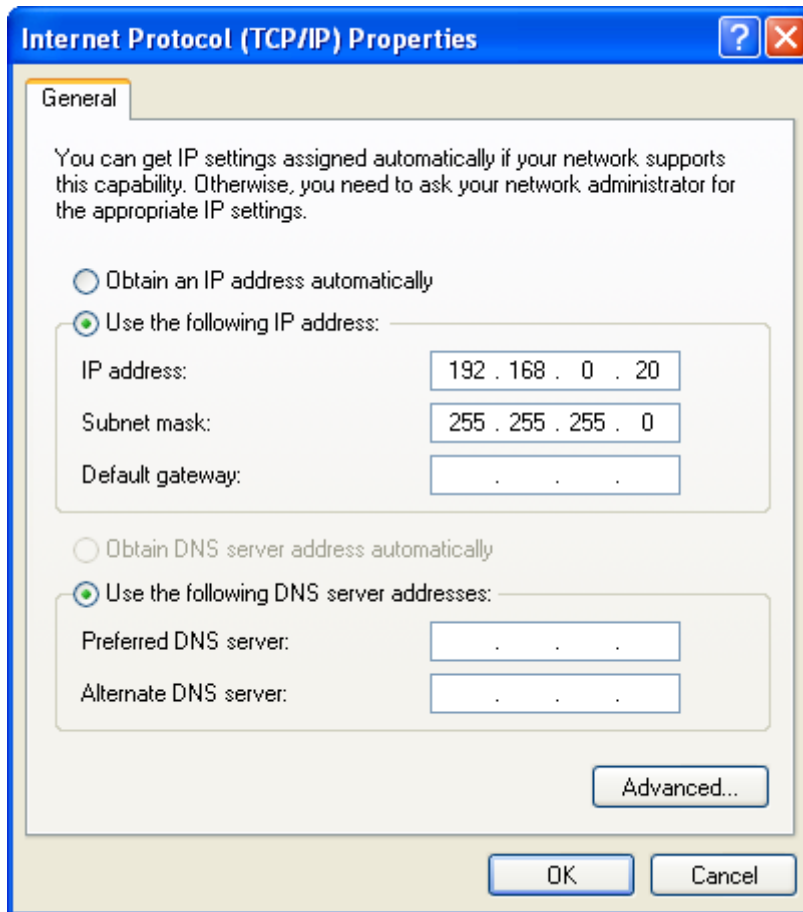 Internet Protocol (TCP/IP) Properties
General
You can get IP settings assigned automatically if your network supports
this capability. Otherwise, you need to ask your network administrator for
the appropriate IP settings.
Obtain an IP address automatically
Use the following IP address:
IP address: 192 . 168 . 0 . 20
Subnet mask: 255 . 255 . 255 . 0
Default gateway: . . .
Obtain DNS server address automatically
Use the following DNS server addresses:
Preferred DNS server: . . .
Alternate DNS server: . . .
Advanced...
OK Cancel